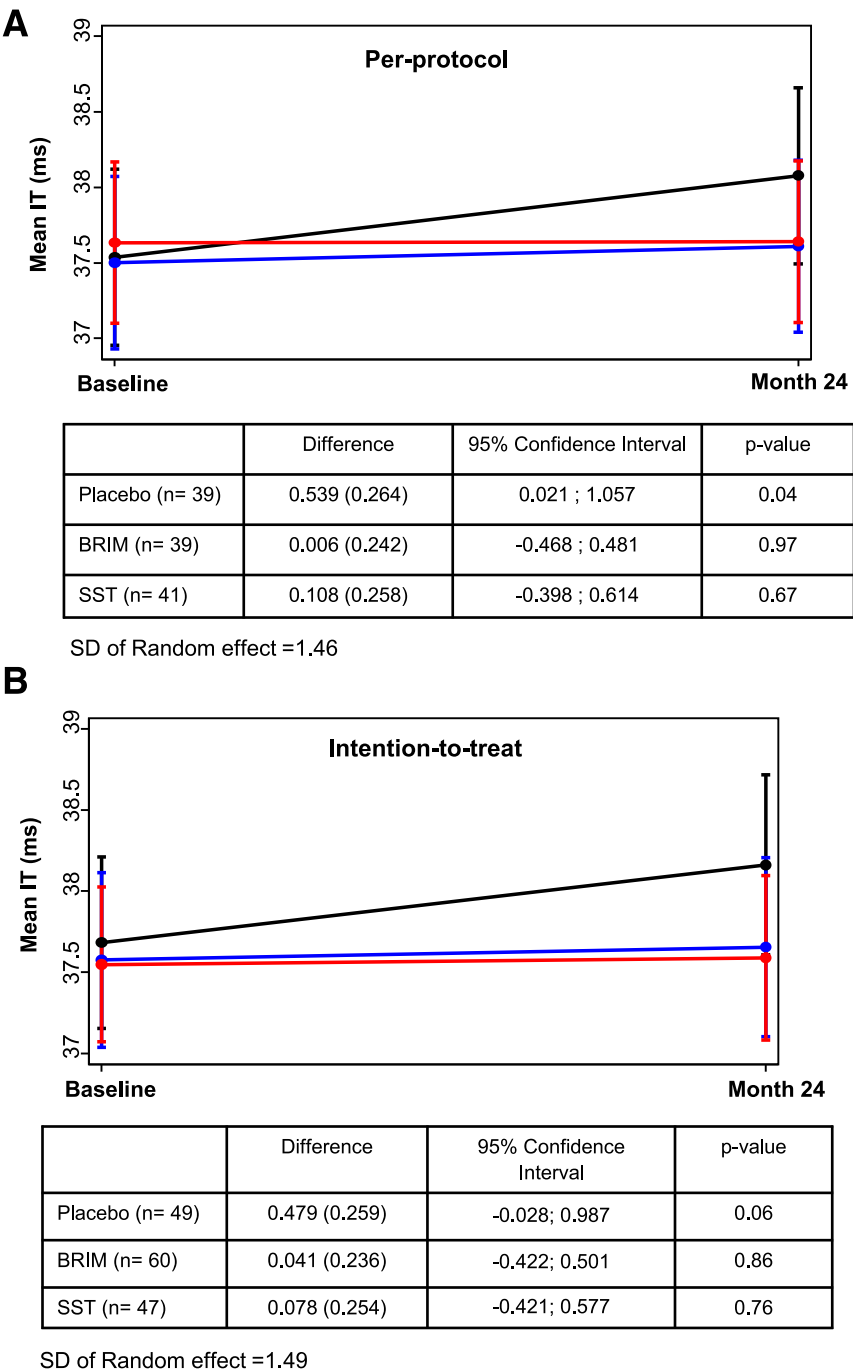 A
Per-protocol
Mean IT (ms)
39
38.5
38
37.5
37
Baseline Month 24
Difference 95% Confidence Interval p-value
Placebo (n= 39) 0.539 (0.264) 0.021 ; 1.057 0.04
BRIM (n= 39) 0.006 (0.242) -0.468 ; 0.481 0.97
SST (n= 41) 0.108 (0.258) -0.398 ; 0.614 0.67
SD of Random effect =1.46
B
Intention-to-treat
Mean IT (ms)
39
38.5
38
37.5
37
Baseline Month 24
Difference 95% Confidence Interval p-value
Placebo (n= 49) 0.479 (0.259) -0.028; 0.987 0.06
BRIM (n= 60) 0.041 (0.236) -0.422; 0.501 0.86
SST (n= 47) 0.078 (0.254) -0.421; 0.577 0.76
SD of Random effect =1.49